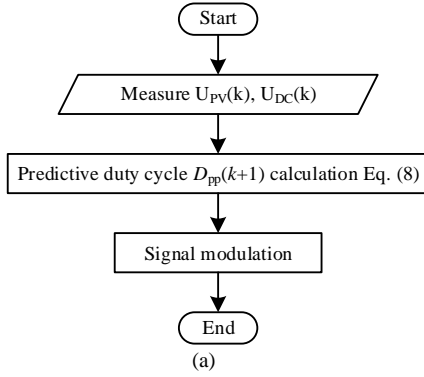 Start
Measure U_PV(k), U_DC(k)
Predictive duty cycle D_pp(k+1) calculation Eq. (8)
Signal modulation
End
(a)